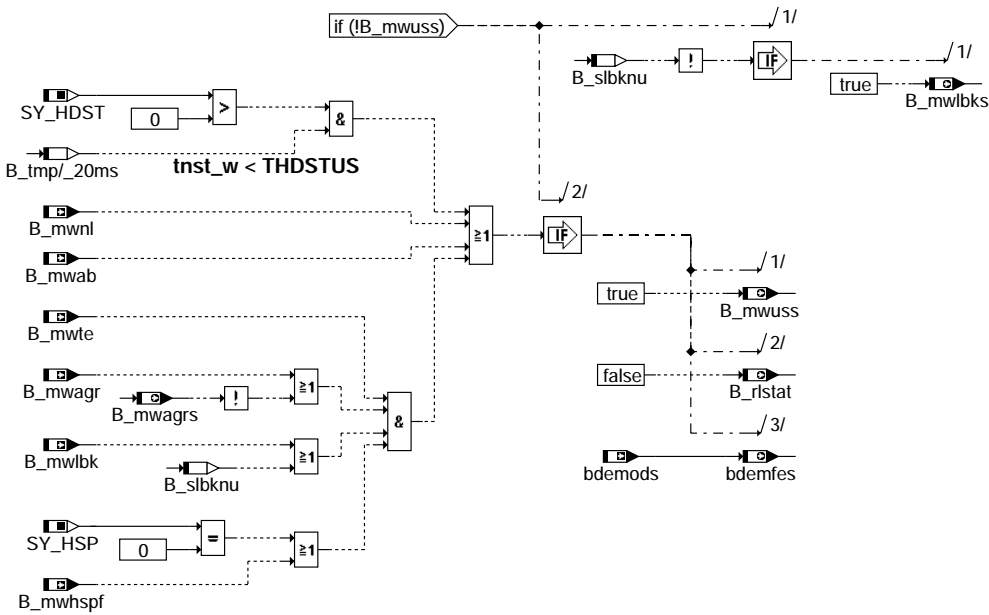 if (!B_mwuss)
1/
1/
B_slbknu
!
IF
true
B_mwlbks
SY_HDST
0
>
&
B_tmp/_20ms
tnst_w < THDSTUS
2/
B_mwnl
≧1
IF
B_mwab
1/
true
B_mwuss
B_mwte
2/
false
B_rlstat
B_mwagr
B_mwagrs
!
≧1
&
3/
B_mwlbk
B_slbknu
≧1
bdemods
bdemfes
SY_HSP
0
=
≧1
B_mwhspf